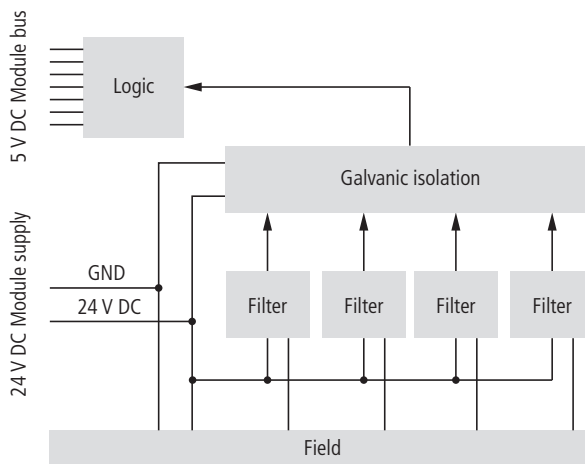 5 V DC Module bus
Logic
Galvanic isolation
24 V DC Module supply
GND
24 V DC
Filter
Filter
Filter
Filter
Field